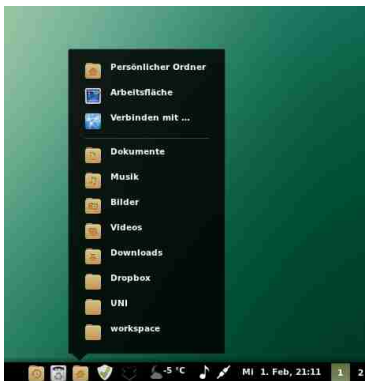 Persönlicher Ordner
Arbeitsfläche
Verbinden mit ...
Dokumente
Musik
Bilder
Videos
Downloads
Dropbox
UNI
workspace
-5 °C Mi 1. Feb, 21:11 1 2